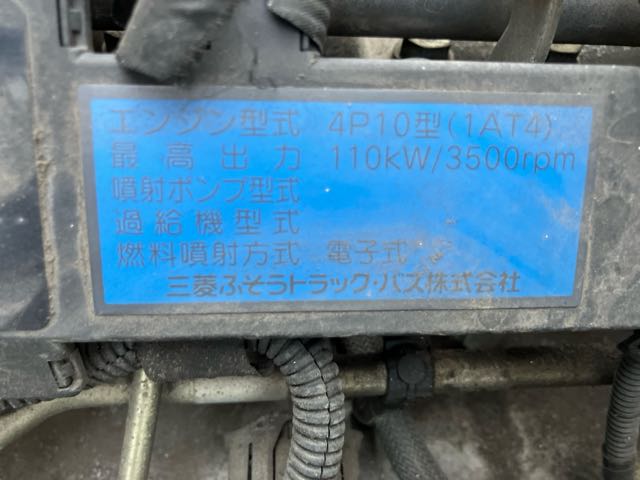 エンジン型式 4P10型(1AT4)
最高出力 110kW/3500rpm
噴射ポンプ型式
過給機型式
燃料噴射方式 電子式
三菱ふそうトラック・バス株式会社